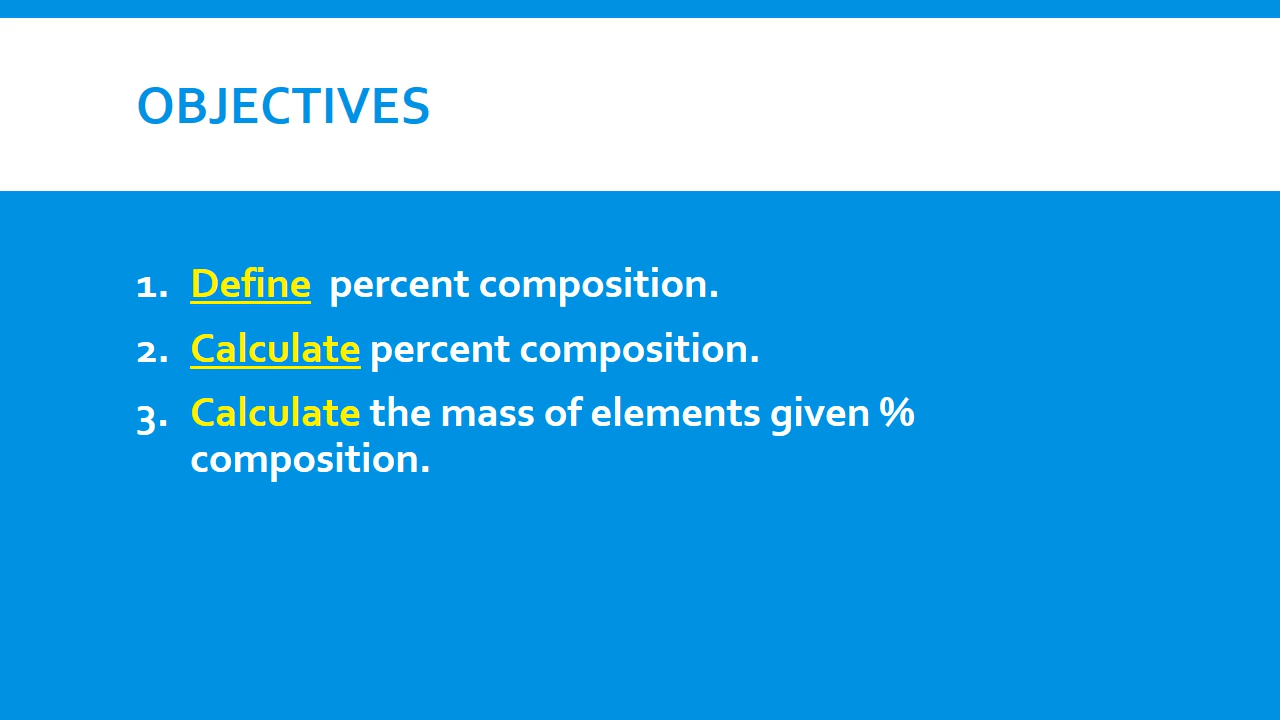 OBJECTIVES
1. Define percent composition.
2. Calculate percent composition.
3. Calculate the mass of elements given %
composition.